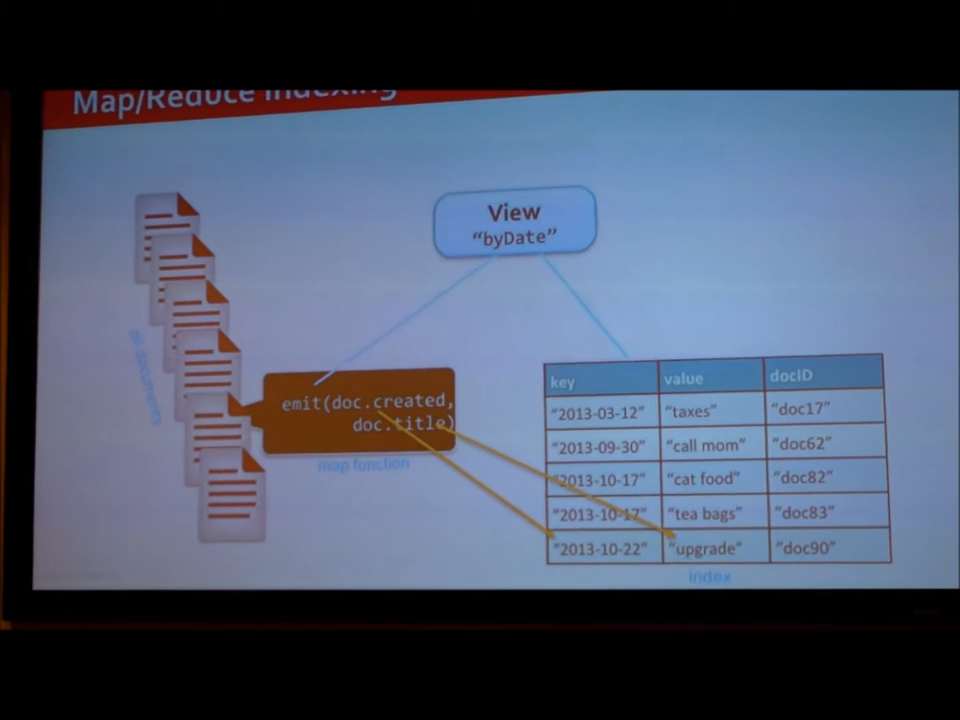 Map/Reduce Indexing
View
“byDate”
all documents
emit(doc.created,
doc.title)
map function
key value docID
“2013-03-12” “taxes” “doc17”
“2013-09-30” “call mom” “doc62”
“2013-10-17” “cat food” “doc82”
“2013-10-17” “tea bags” “doc83”
“2013-10-22” “upgrade” “doc90”
index